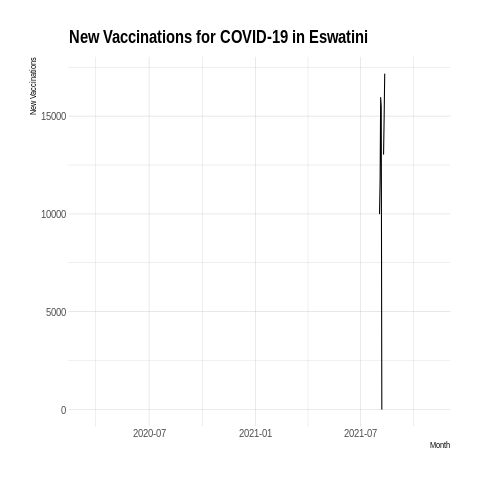 New Vaccinations for COVID-19 in Eswatini
New Vaccinations
15000
10000
5000
0
2020-07 2021-01 2021-07
Month